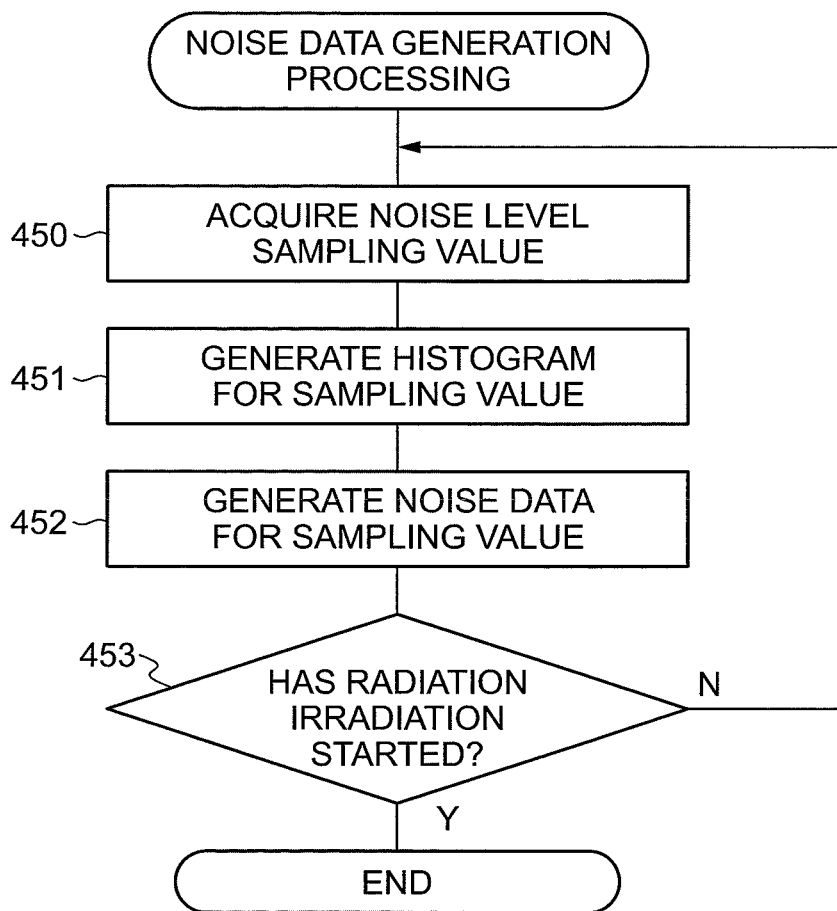 NOISE DATA GENERATION
PROCESSING
450
ACQUIRE NOISE LEVEL
SAMPLING VALUE
451
GENERATE HISTOGRAM
FOR SAMPLING VALUE
452
GENERATE NOISE DATA
FOR SAMPLING VALUE
453
HAS RADIATION
IRRADIATION
STARTED?
N
Y
END